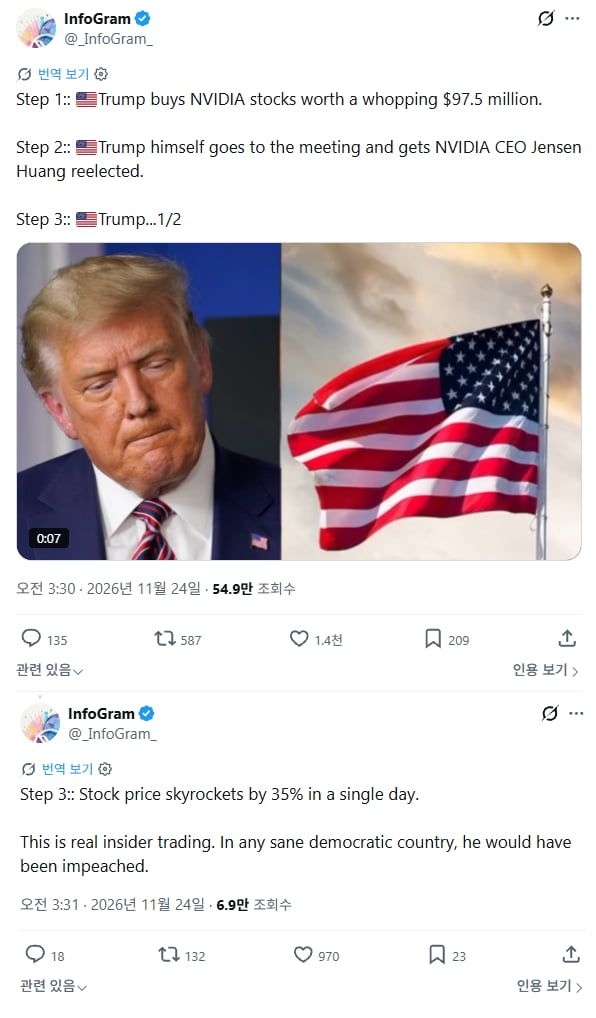 InfoGram
@_InfoGram_
번역 보기
Step 1:: 🇺🇸Trump buys NVIDIA stocks worth a whopping $97.5 million.
Step 2:: 🇺🇸Trump himself goes to the meeting and gets NVIDIA CEO Jensen
Huang reelected.
Step 3:: 🇺🇸Trump...1/2
0:07
오전 3:30 · 2026년 11월 24일 · 54.9만 조회수
135 587 1.4천 209
관련 있음 인용 보기
InfoGram
@_InfoGram_
번역 보기
Step 3:: Stock price skyrockets by 35% in a single day.
This is real insider trading. In any sane democratic country, he would have
been impeached.
오전 3:31 · 2026년 11월 24일 · 6.9만 조회수
18 132 970 23
관련 있음 인용 보기